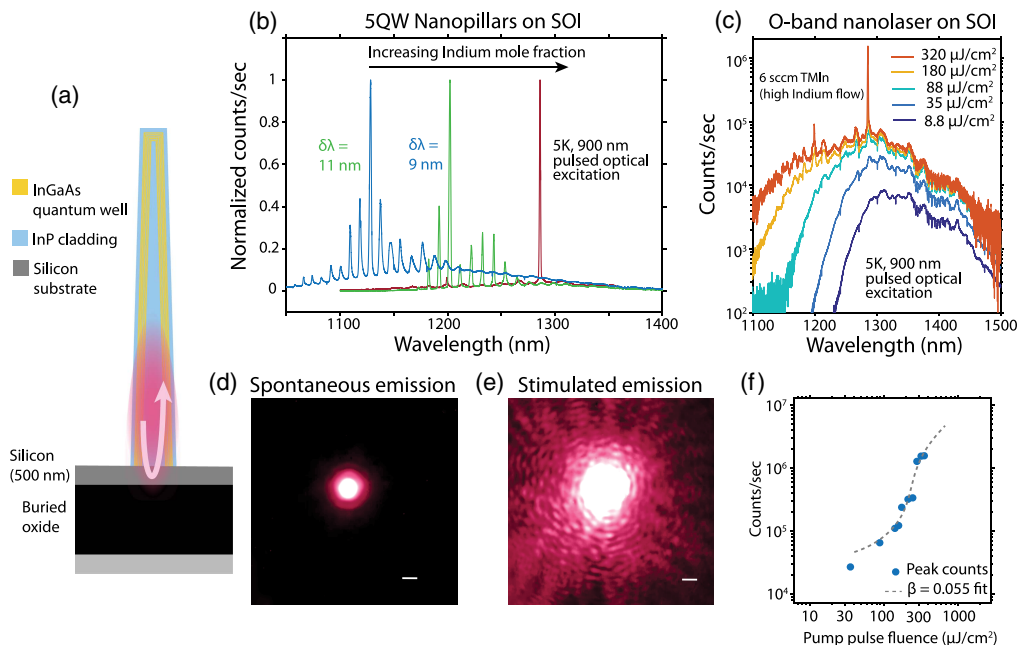 (a)
InGaAs
quantum well
InP cladding
Silicon
substrate
Silicon (500 nm)
Buried
oxide
(b)
5QW Nanopillars on SOI
Increasing Indium mole fraction
δλ =
11 nm
δλ =
9 nm
5K, 900 nm
pulsed optical
excitation
Normalized counts/sec
1
0.8
0.6
0.4
0.2
0
1100
1200
1300
1400
Wavelength (nm)
(c)
O-band nanolaser on SOI
6 sccm TMIn
(high Indium flow)
320 μJ/cm²
180 μJ/cm²
88 μJ/cm²
35 μJ/cm²
8.8 μJ/cm²
5K, 900 nm
pulsed optical
excitation
Counts/sec
10⁶
10⁵
10⁴
10³
10²
1100
1200
1300
1400
1500
Wavelength (nm)
(d)
Spontaneous emission
(e)
Stimulated emission
(f)
Counts/sec
10⁷
10⁶
10⁵
10⁴
Peak counts
β = 0.055 fit
10
30
100
300
1000
Pump pulse fluence (μJ/cm²)